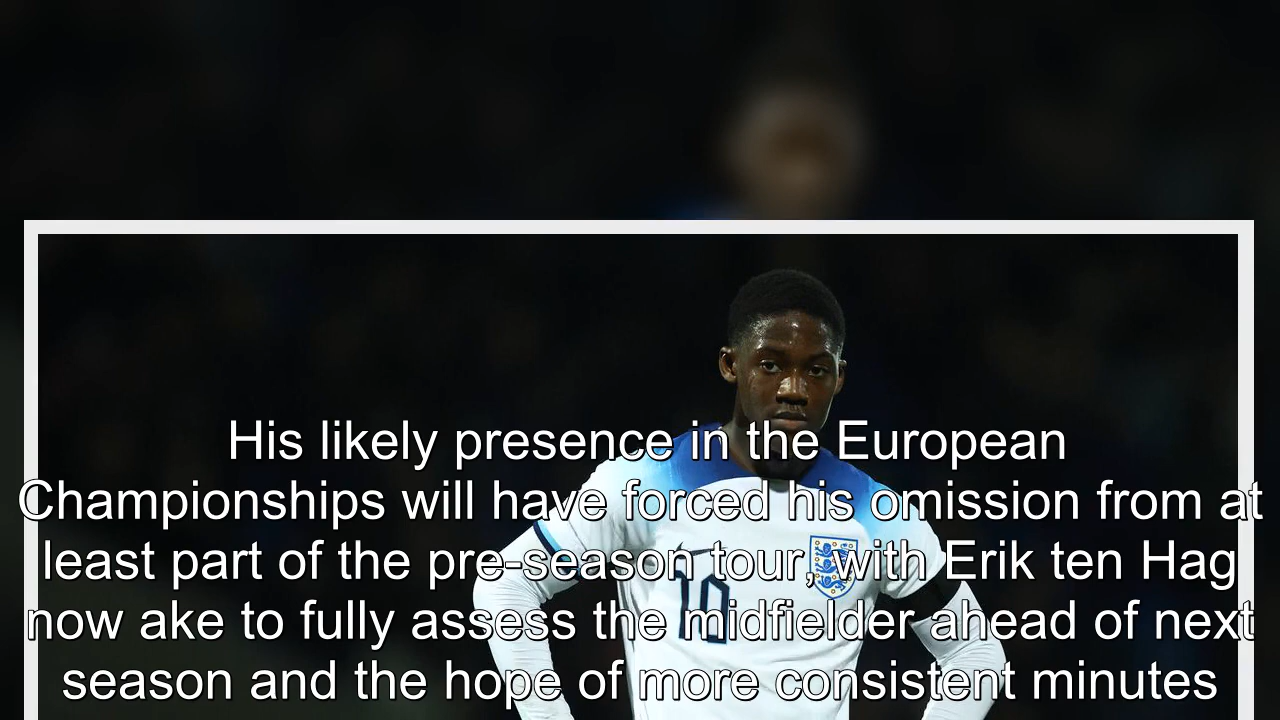 His likely presence in the European
Championships will have forced his omission from at
least part of the pre-season tour, with Erik ten Hag
now ake to fully assess the midfielder ahead of next
season and the hope of more consistent minutes
10